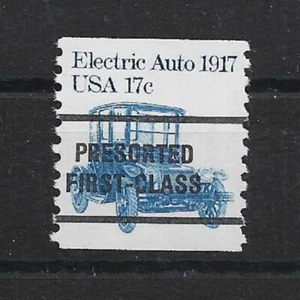 Electric Auto 1917
USA 17c
PRESORTED
FIRST-CLASS